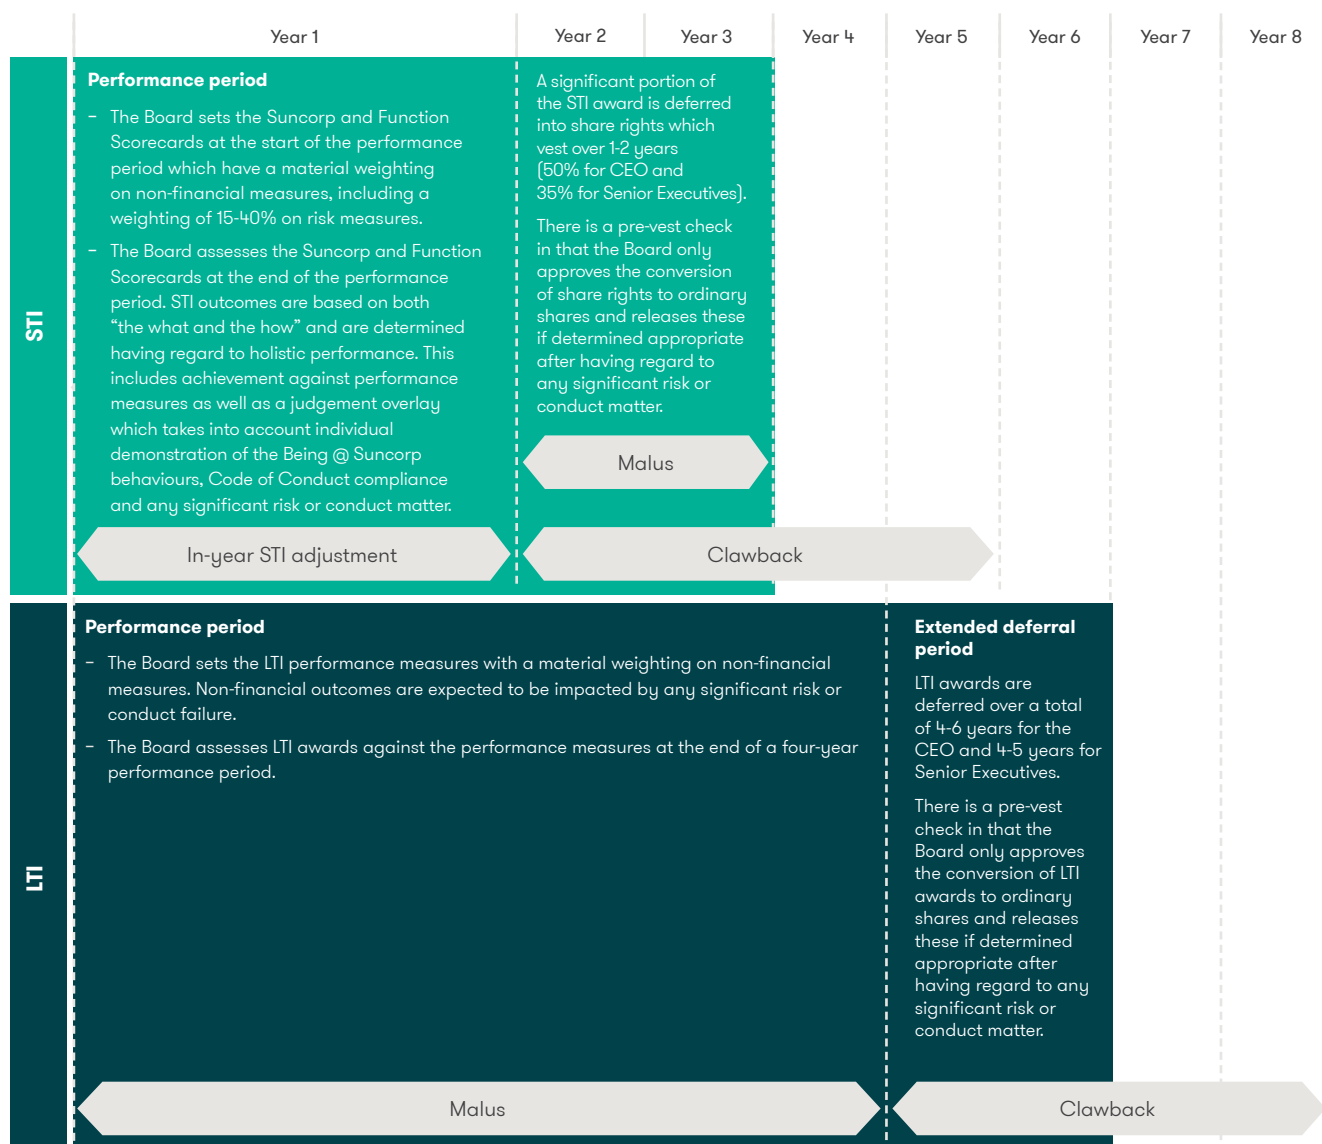 Year 1
Year 2
Year 3
Year 4
Year 5
Year 6
Year 7
Year 8
STI
Performance period
– The Board sets the Suncorp and Function
Scorecards at the start of the performance
period which have a material weighting
on non-financial measures, including a
weighting of 15-40% on risk measures.
– The Board assesses the Suncorp and Function
Scorecards at the end of the performance
period. STI outcomes are based on both
“the what and the how” and are determined
having regard to holistic performance. This
includes achievement against performance
measures as well as a judgement overlay
which takes into account individual
demonstration of the Being @ Suncorp
behaviours, Code of Conduct compliance
and any significant risk or conduct matter.
In-year STI adjustment
A significant portion of
the STI award is deferred
into share rights which
vest over 1-2 years
(50% for CEO and
35% for Senior Executives).
There is a pre-vest check
in that the Board only
approves the conversion
of share rights to ordinary
shares and releases these
if determined appropriate
after having regard to
any significant risk or
conduct matter.
Malus
Clawback
LTI
Performance period
– The Board sets the LTI performance measures with a material weighting on non-financial
measures. Non-financial outcomes are expected to be impacted by any significant risk or
conduct failure.
– The Board assesses LTI awards against the performance measures at the end of a four-year
performance period.
Malus
Extended deferral
period
LTI awards are
deferred over a total
of 4-6 years for the
CEO and 4-5 years for
Senior Executives.
There is a pre-vest
check in that the
Board only approves
the conversion of LTI
awards to ordinary
shares and releases
these if determined
appropriate after
having regard to any
significant risk or
conduct matter.
Clawback